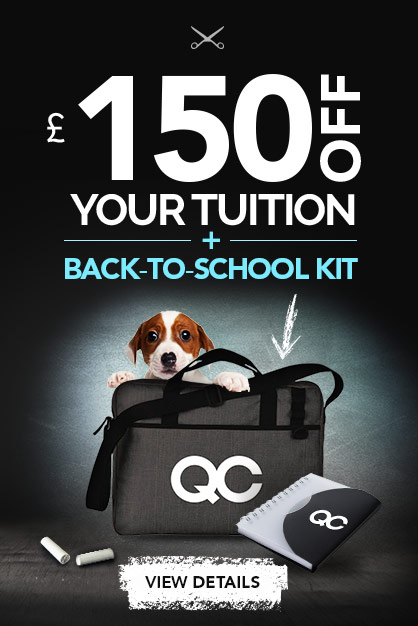 £150 OFF
YOUR TUITION
+
BACK-TO-SCHOOL KIT
QC
QC
VIEW DETAILS